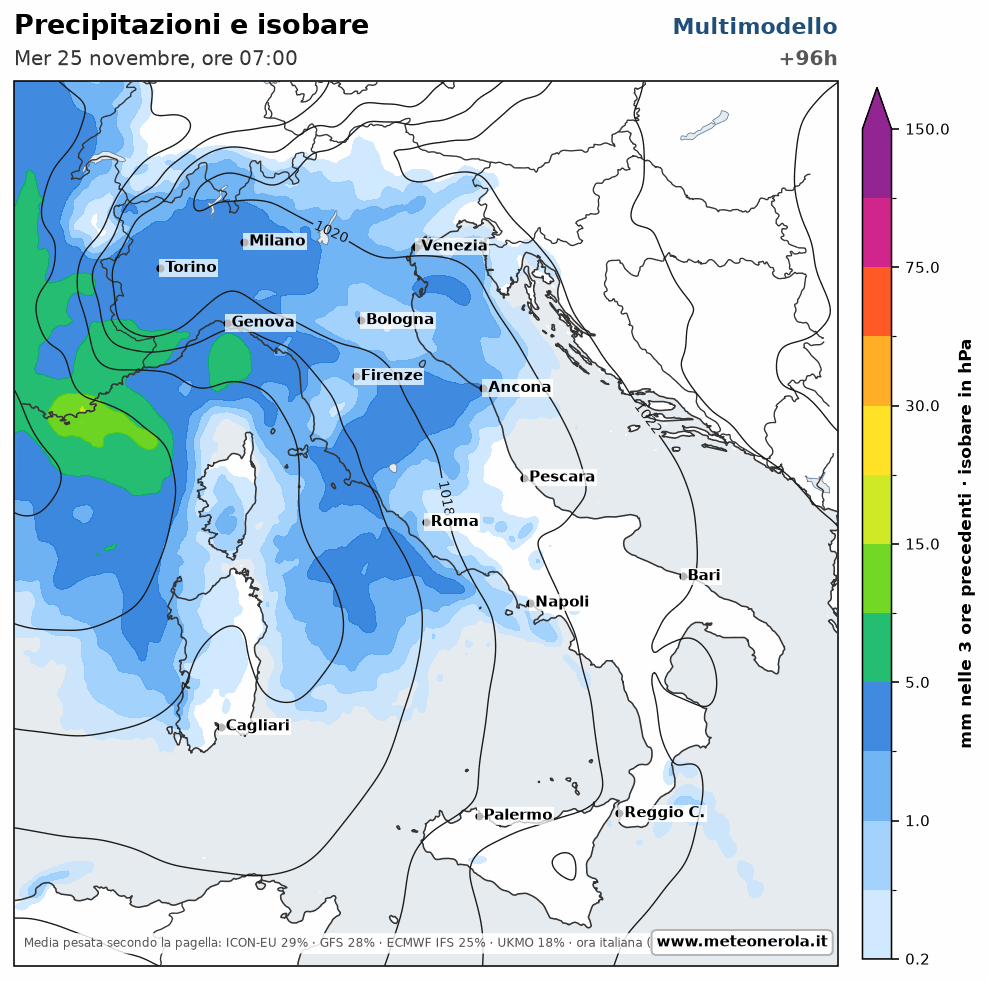 Precipitazioni e isobare
Multimodello
Mer 25 novembre, ore 07:00
+96h
150.0
75.0
30.0
15.0
5.0
1.0
0.2
mm nelle 3 ore precedenti · isobare in hPa
1020
Milano
Venezia
Torino
Genova
Bologna
Firenze
Ancona
1022
Pescara
1018
Roma
Bari
Napoli
Cagliari
Palermo
Reggio C.
Media pesata secondo la pagella: ICON-EU 29% · GFS 28% · ECMWF IFS 25% · UKMO 18% · ora italiana (
www.meteonerola.it